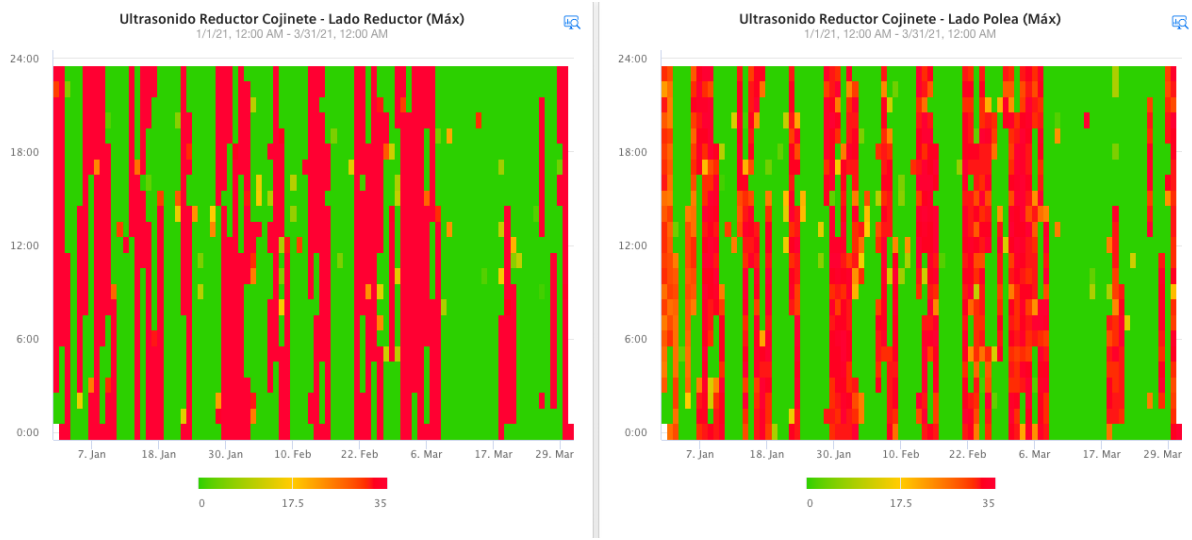 Ultrasonido Reductor Cojinete - Lado Reductor (Máx)
1/1/21, 12:00 AM - 3/31/21, 12:00 AM
24:00
18:00
12:00
6:00
0:00
7. Jan 18. Jan 30. Jan 10. Feb 22. Feb 6. Mar 17. Mar 29. Mar
0 17.5 35
Ultrasonido Reductor Cojinete - Lado Polea (Máx)
1/1/21, 12:00 AM - 3/31/21, 12:00 AM
24:00
18:00
12:00
6:00
0:00
7. Jan 18. Jan 30. Jan 10. Feb 22. Feb 6. Mar 17. Mar 29. Mar
0 17.5 35